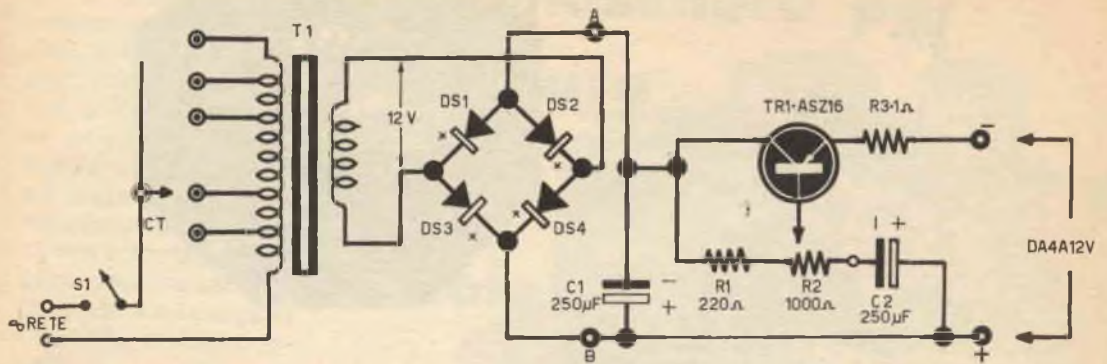 T1
A
DS1
DS2
12 V
TR1-ASZ16
R3-1Ω
-
CT
DS3
DS4
DA4A12V
S1
C1
250µF
-
+
R1
220Ω
R2
1000Ω
- +
C2
250µF
RETE
B
+